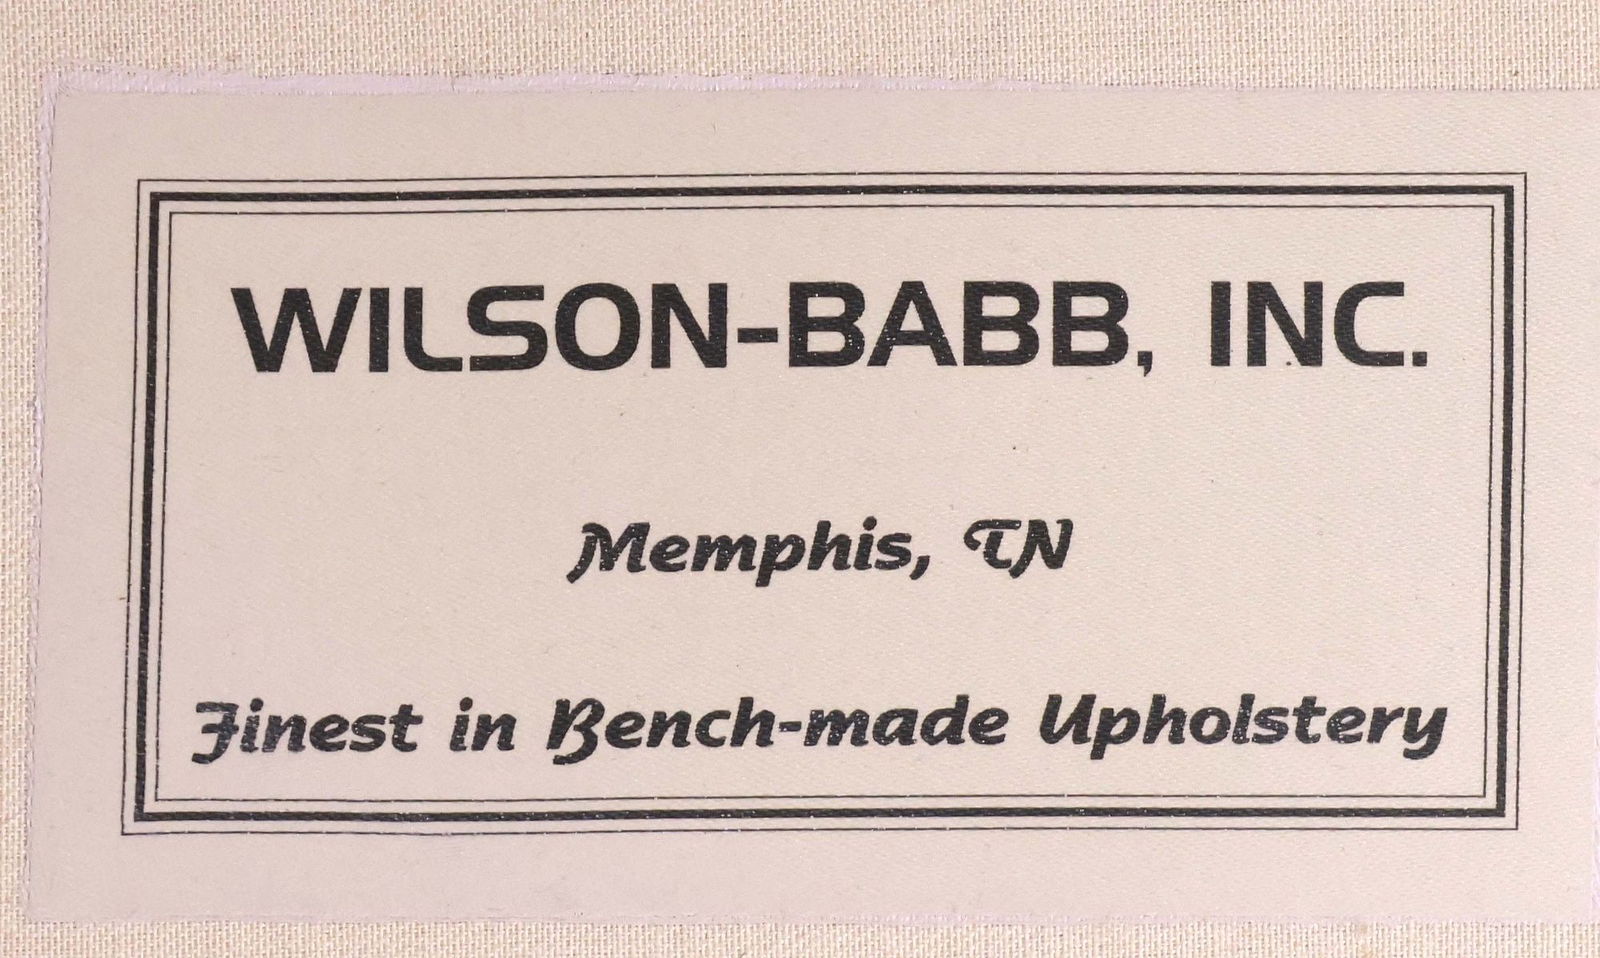 WILSON-BABB, INC.
Memphis, TN
Finest in Bench-made Upholstery